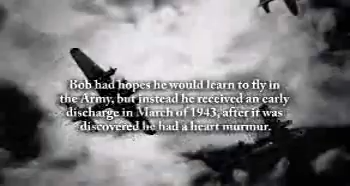 Bob had hopes he would learn to fly in
the Army, but instead he received an early
discharge in March of 1943, after it was
discovered he had a heart murmur.